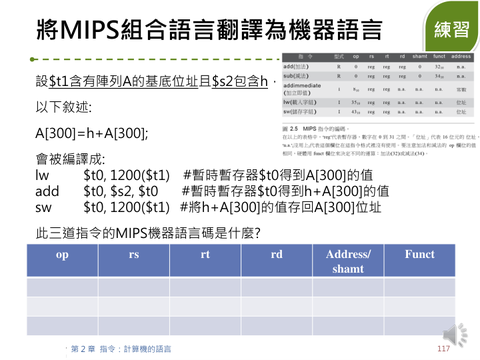 將MIPS組合語言翻譯為機器語言
練習
設$t1含有陣列A的基底位址且$s2包含h，
以下敘述:
A[300]=h+A[300];
會被編譯成:
lw $t0, 1200($t1) #暫時暫存器$t0得到A[300]的值
add $t0, $s2, $t0 #暫時暫存器$t0得到h+A[300]的值
sw $t0, 1200($t1) #將h+A[300]的值存回A[300]位址
此三道指令的MIPS機器語言碼是什麼?
指令 格式 op rs rt rd shamt funct address
add(加法) R 0 reg reg reg 0 32 n.a.
sub(減法) R 0 reg reg reg 0 34 n.a.
addimmediate
(加立即值) I 8 reg reg n.a. n.a. n.a. 常數
lw(載入字組) I 35 reg reg n.a. n.a. n.a. 位址
sw(儲存字組) I 43 reg reg n.a. n.a. n.a. 位址
圖 2.5 MIPS 指令的編碼。
op rs rt rd Address/ Funct
shamt
第 2 章 指令：計算機的語言
117